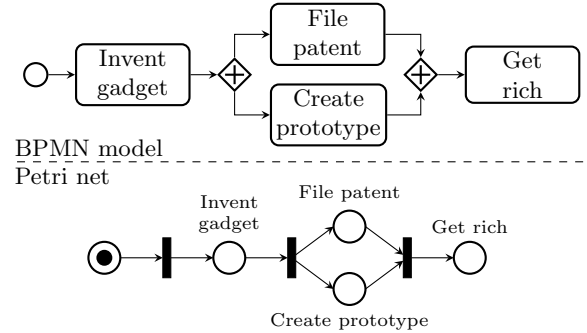 Invent
gadget
File
patent
Create
prototype
Get
rich
BPMN model
Petri net
Invent
gadget
File patent
Create prototype
Get rich